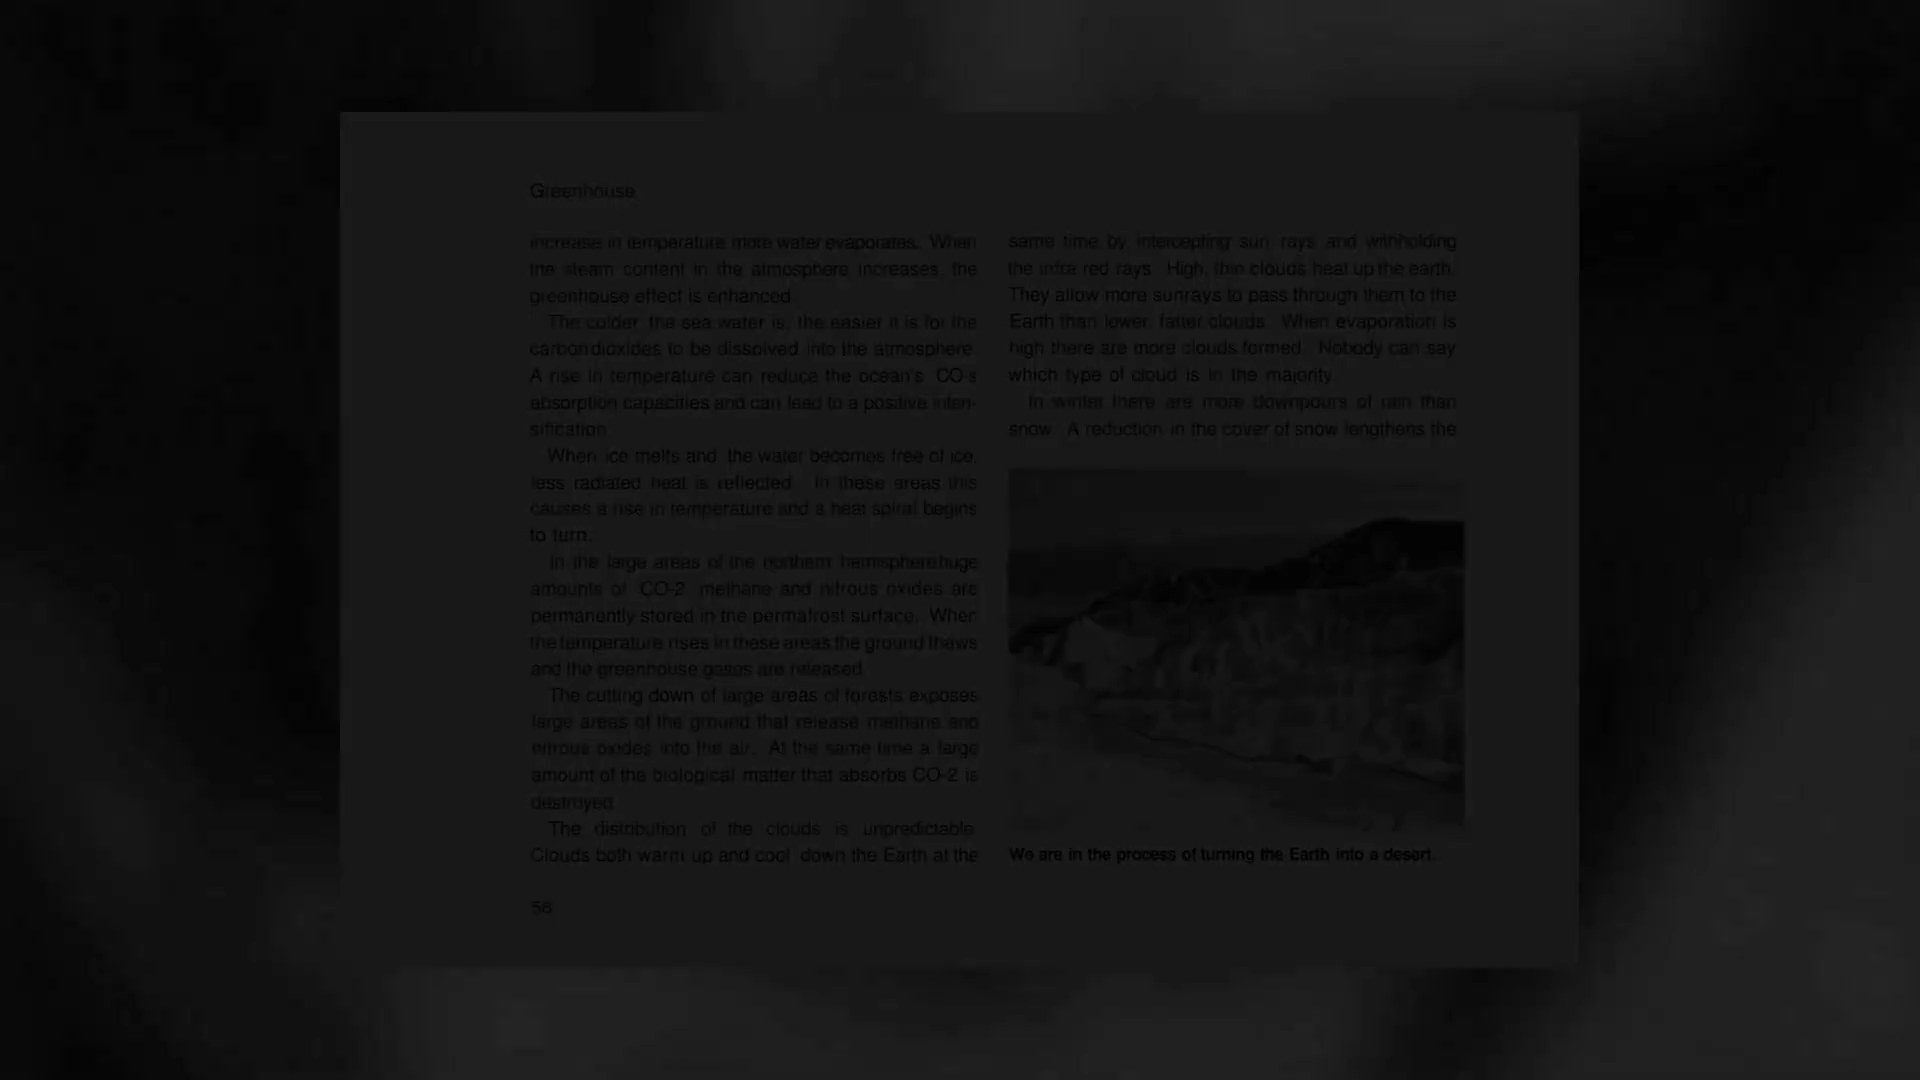 Greenhouse
increase in temperature more water evaporates. When
the steam content in the atmosphere increases, the
greenhouse effect is enhanced.
The colder the sea water is, the easier it is for the
carbondioxides to be dissolved into the atmosphere.
A rise in temperature can reduce the ocean's CO s
absorption capacities and can lead to a positive inten-
sification.
When ice melts and the water becomes free of ice,
less radiated heat is reflected. In these areas this
causes a rise in temperature and a heat spiral begins
to turn.
In the large areas of the northern hemisphere huge
amounts of CO-2 methane and nitrous oxides are
permanently stored in the permafrost surface. When
the temperature rises in these areas the ground thaws
and the greenhouse gases are released.
The cutting down of large areas of forests exposes
large areas of the ground that release methane and
nitrous oxides into the air. At the same time a large
amount of the biological matter that absorbs CO-2 is
destroyed.
The distribution of the clouds is unpredictable.
Clouds both warm up and cool down the Earth at the
56
same time by intercepting sun rays and withholding
the infra red rays. High, thin clouds heat up the earth.
They allow more sunrays to pass through them to the
Earth than lower, fatter clouds. When evaporation is
high there are more clouds formed. Nobody can say
which type of cloud is in the majority.
In winter there are more downpours of rain than
snow. A reduction in the cover of snow lengthens the
We are in the process of turning the Earth into a desert.